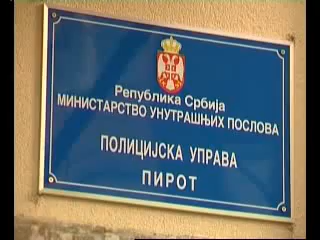 Република Србија
МИНИСТАРСТВО УНУТРАШЊИХ ПОСЛОВА
ПОЛИЦИЈСКА УПРАВА
ПИРОТ